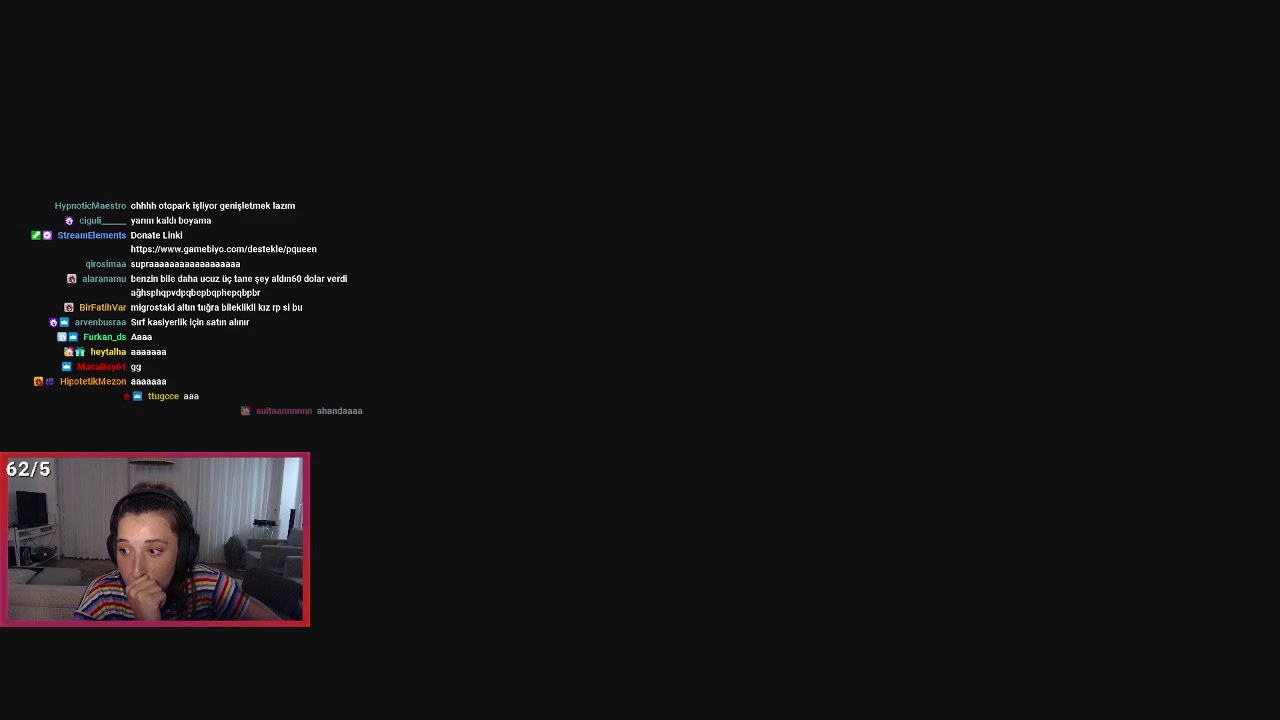 HypnoticMaestro ohhhh otopark işliyor genişletmek lazım
ciguli______ yarım kaldı boyama
StreamElements Donate Linki
https://www.gamebiyo.com/destekle/pqueen
qirosimaa supraaaaaaaaaaaaaaaaaa
alaranamu benzin bile daha ucuz üç tane şey aldın60 dolar verdi
ağhsphqpvdpqbepbqphepqbpbr
BirFatihVar migrostaki altın tuğra bileklikli kız rp si bu
arvenbusraa Sırf kasiyerlik için satın alınır
Furkan_ds Aaaa
heytalha aaaaaaa
MacaBey61 gg
HipotetikMezon aaaaaaa
ttugcce aaa
sultaannnnnn ahandaaaa
62/5